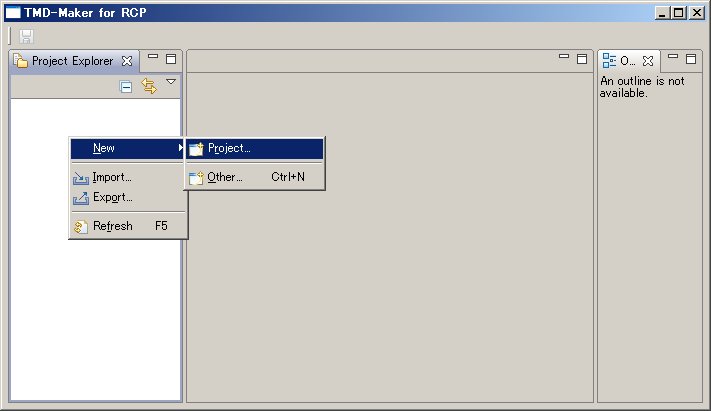 TMD-Maker for RCP
Project Explorer
O...
An outline is not
available.
New
Project...
Import...
Other... Ctrl+N
Export...
Refresh F5